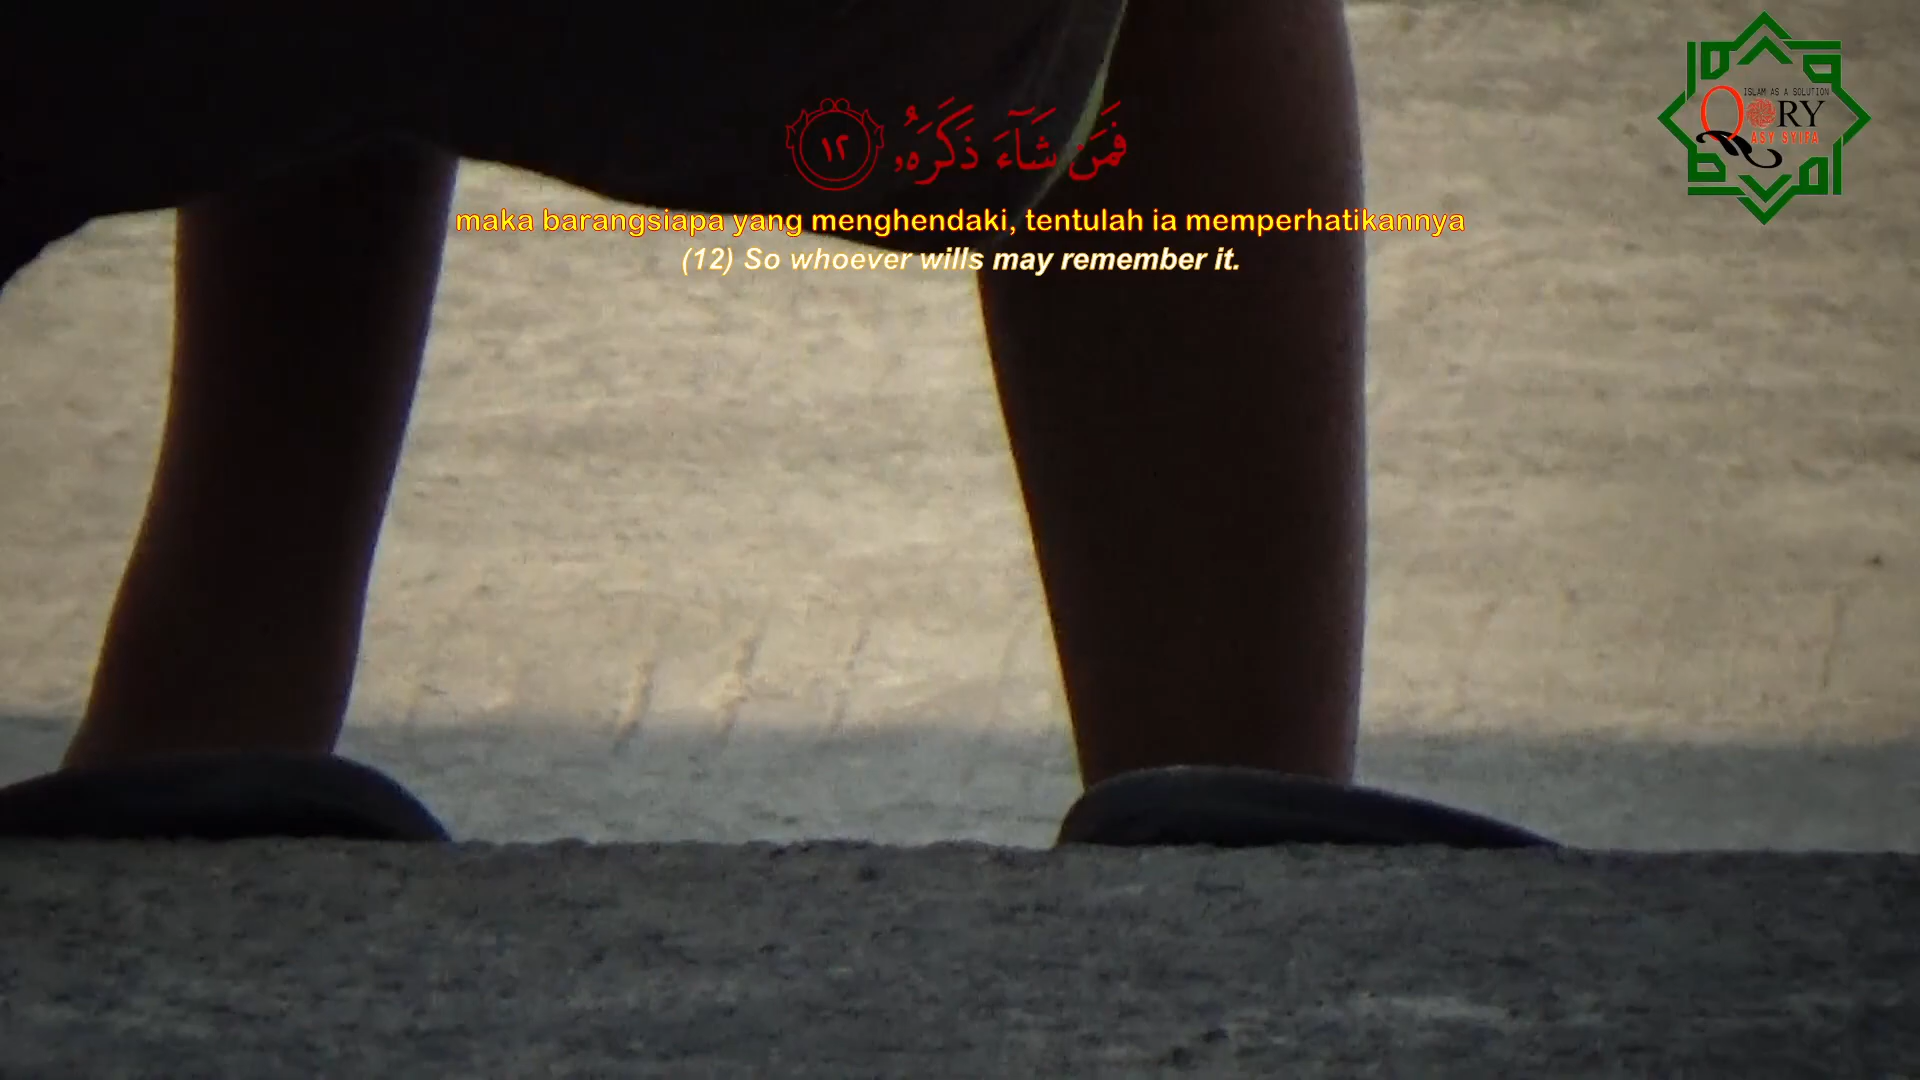 فَمَنْ شَآءَ ذَكَرَهُۥ ١٢
maka barangsiapa yang menghendaki, tentulah ia memperhatikannya
(12) So whoever wills may remember it.
ISLAM AS A SOLUTION
QORY
ASY SYIFA